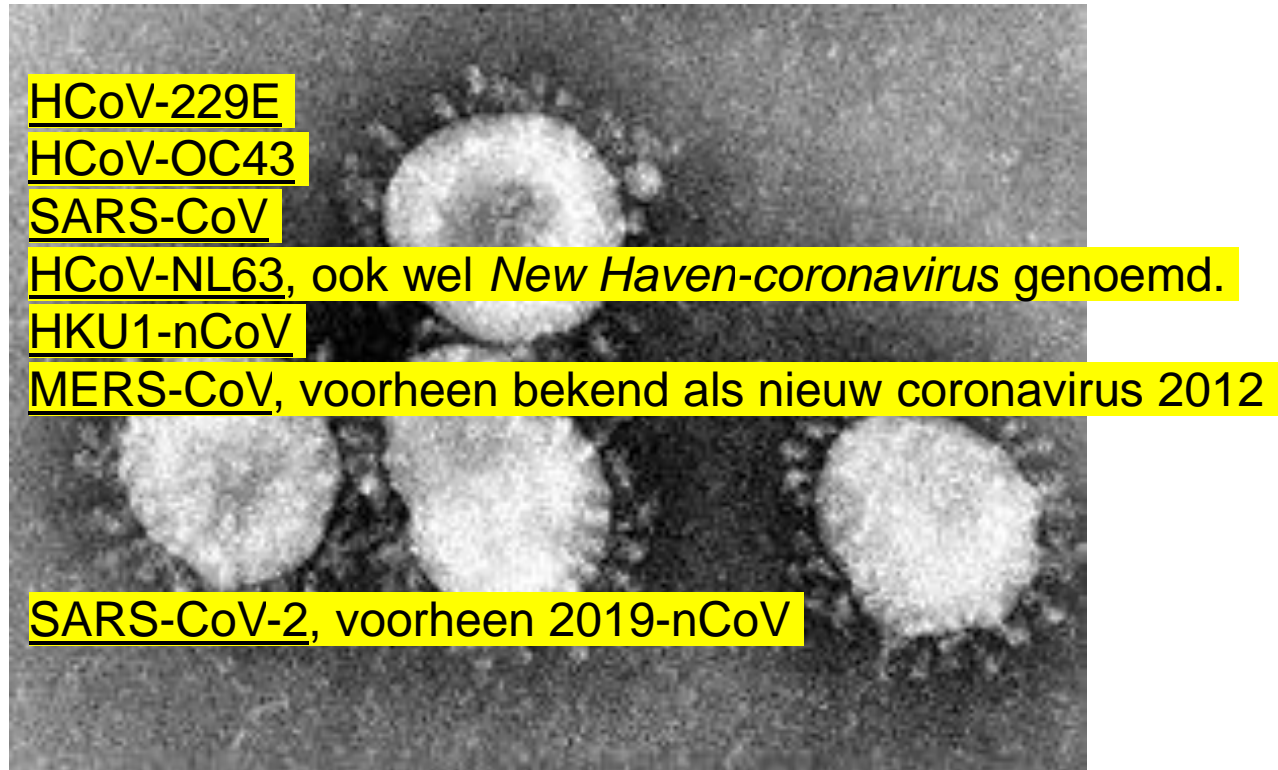 HCoV-229E
HCoV-OC43
SARS-CoV
HCoV-NL63, ook wel New Haven-coronavirus genoemd.
HKU1-nCoV
MERS-CoV, voorheen bekend als nieuw coronavirus 2012
SARS-CoV-2, voorheen 2019-nCoV